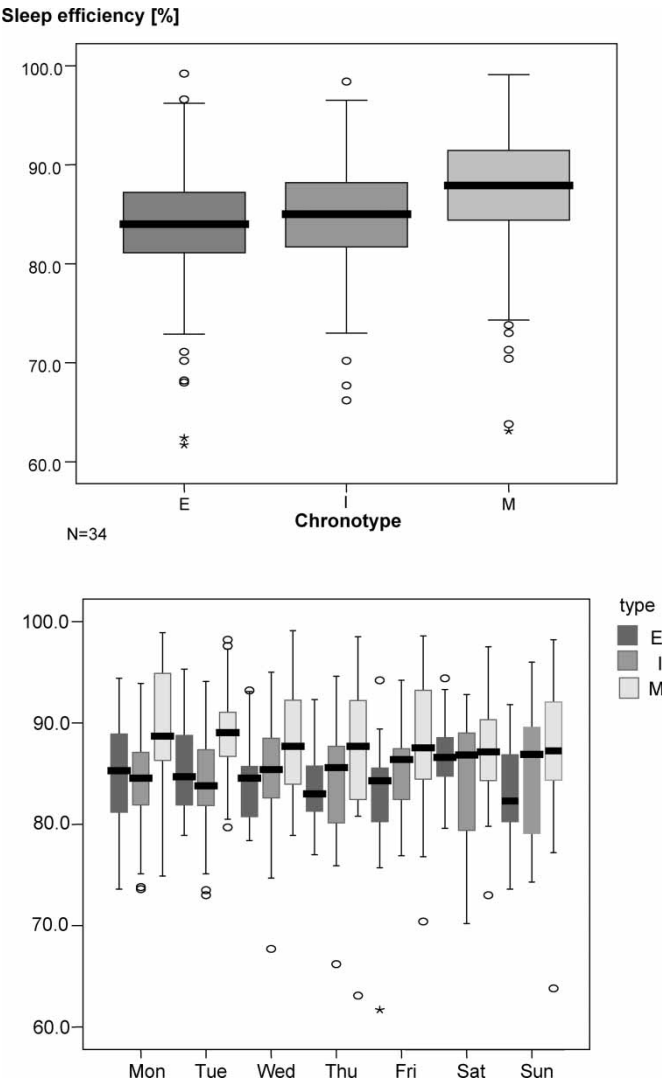 Sleep efficiency [%]
100.0
90.0
80.0
70.0
60.0
E I M
Chronotype
N=34
type
E
I
M
100.0
90.0
80.0
70.0
60.0
Mon Tue Wed Thu Fri Sat Sun